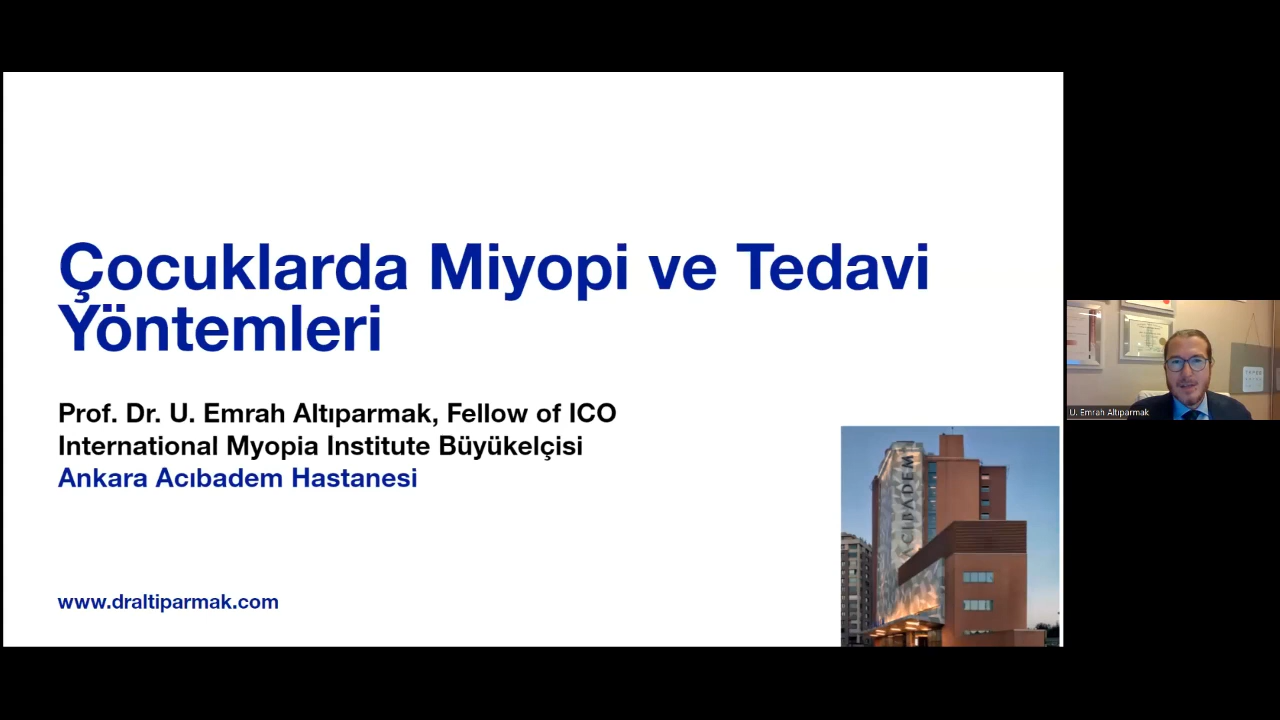 Çocuklarda Miyopi ve Tedavi
Yöntemleri
Prof. Dr. U. Emrah Altıparmak, Fellow of ICO
International Myopia Institute Büyükelçisi
Ankara Acıbadem Hastanesi
www.draltiparmak.com
ACIBADEM
U. Emrah Altıparmak